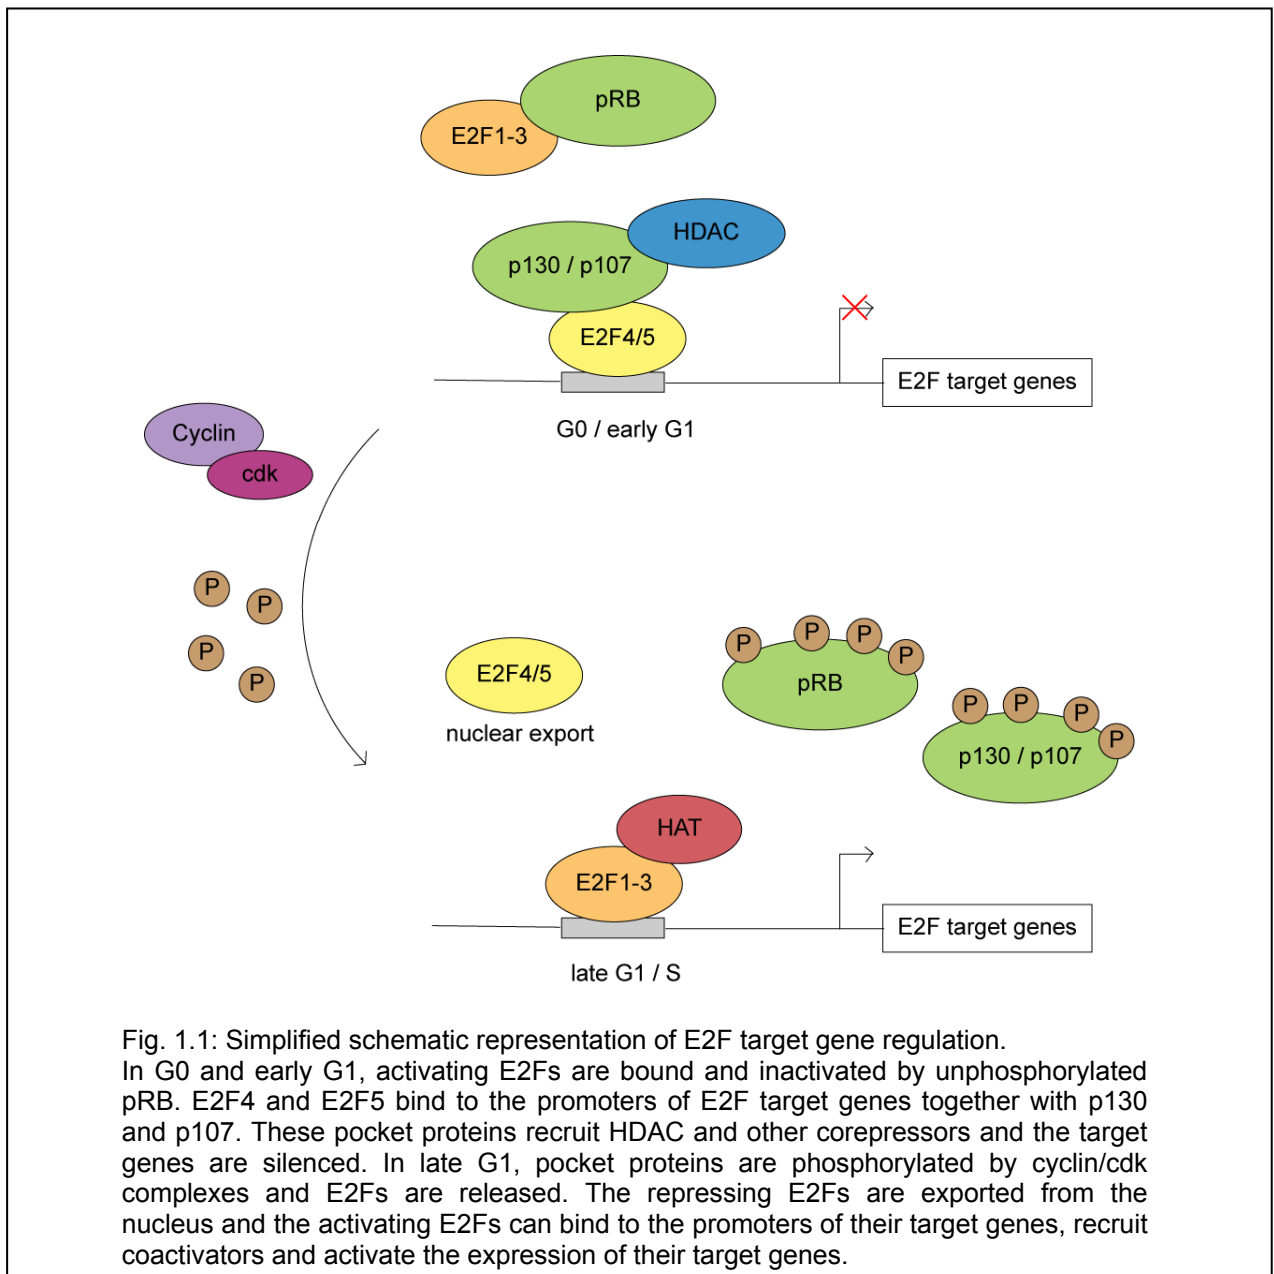 pRB
E2F1-3
HDAC
p130 / p107
E2F4/5
E2F target genes
G0 / early G1
Cyclin
cdk
P
P
P
P
E2F4/5
nuclear export
P
P
P
P
pRB
P
P
P
P
p130 / p107
HAT
E2F1-3
E2F target genes
late G1 / S
Fig. 1.1: Simplified schematic representation of E2F target gene regulation.
In G0 and early G1, activating E2Fs are bound and inactivated by unphosphorylated
pRB. E2F4 and E2F5 bind to the promoters of E2F target genes together with p130
and p107. These pocket proteins recruit HDAC and other corepressors and the target
genes are silenced. In late G1, pocket proteins are phosphorylated by cyclin/cdk
complexes and E2Fs are released. The repressing E2Fs are exported from the
nucleus and the activating E2Fs can bind to the promoters of their target genes, recruit
coactivators and activate the expression of their target genes.